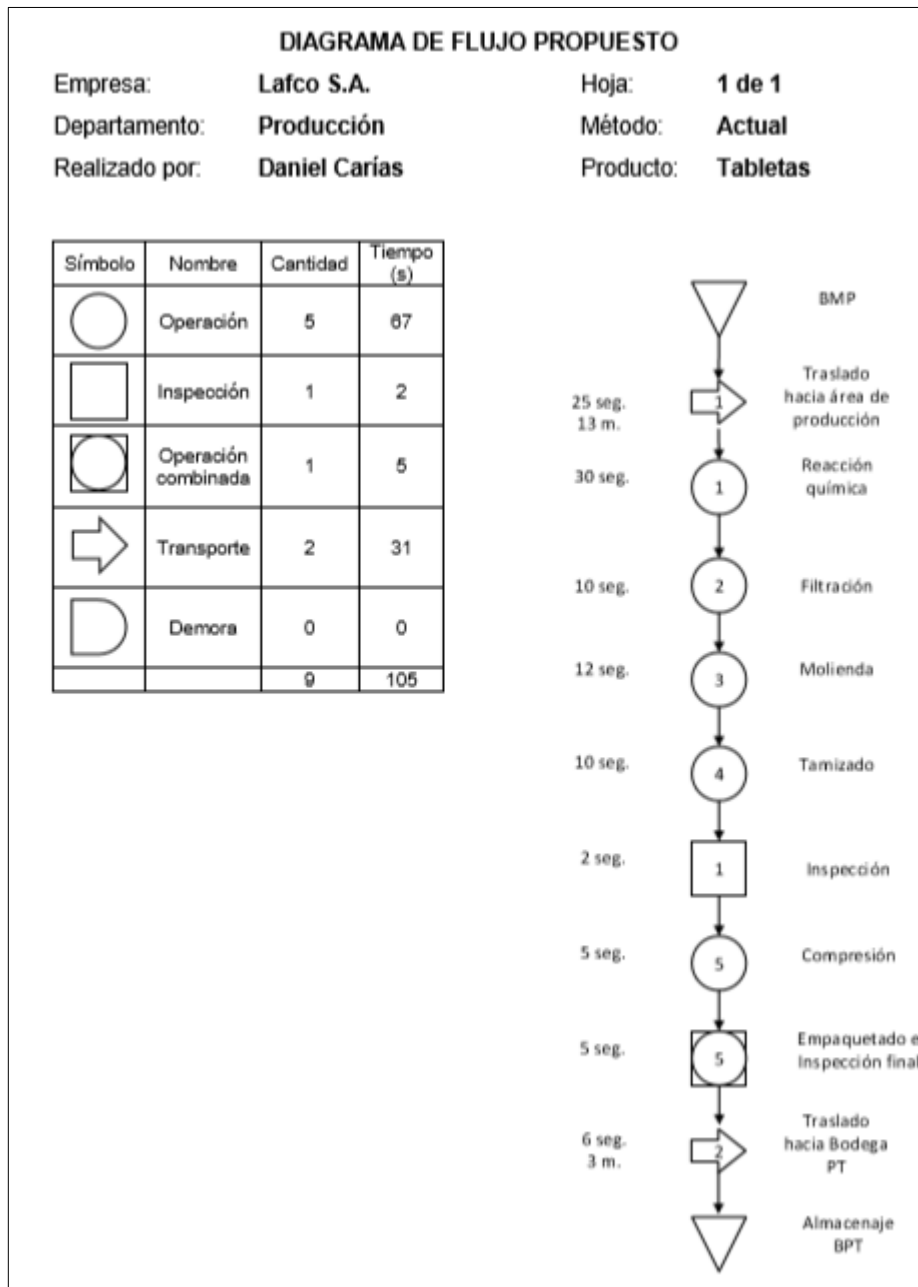 DIAGRAMA DE FLUJO PROPUESTO
Empresa: Lafco S.A. Hoja: 1 de 1
Departamento: Producción Método: Actual
Realizado por: Daniel Carías Producto: Tabletas
Símbolo Nombre Cantidad Tiempo
(s)
Operación 5 67
Inspección 1 2
Operación
combinada 1 5
Transporte 2 31
Demora 0 0
9 105
BMP
25 seg.
13 m.
1
Traslado
hacia área de
producción
30 seg.
1
Reacción
química
10 seg. 2 Filtración
12 seg. 3 Molienda
10 seg. 4 Tamizado
2 seg. 1 Inspección
5 seg. 5 Compresión
5 seg.
5
Empaquetado e
Inspección final
6 seg.
3 m.
2
Traslado
hacia Bodega
PT
Almacenaje
BPT